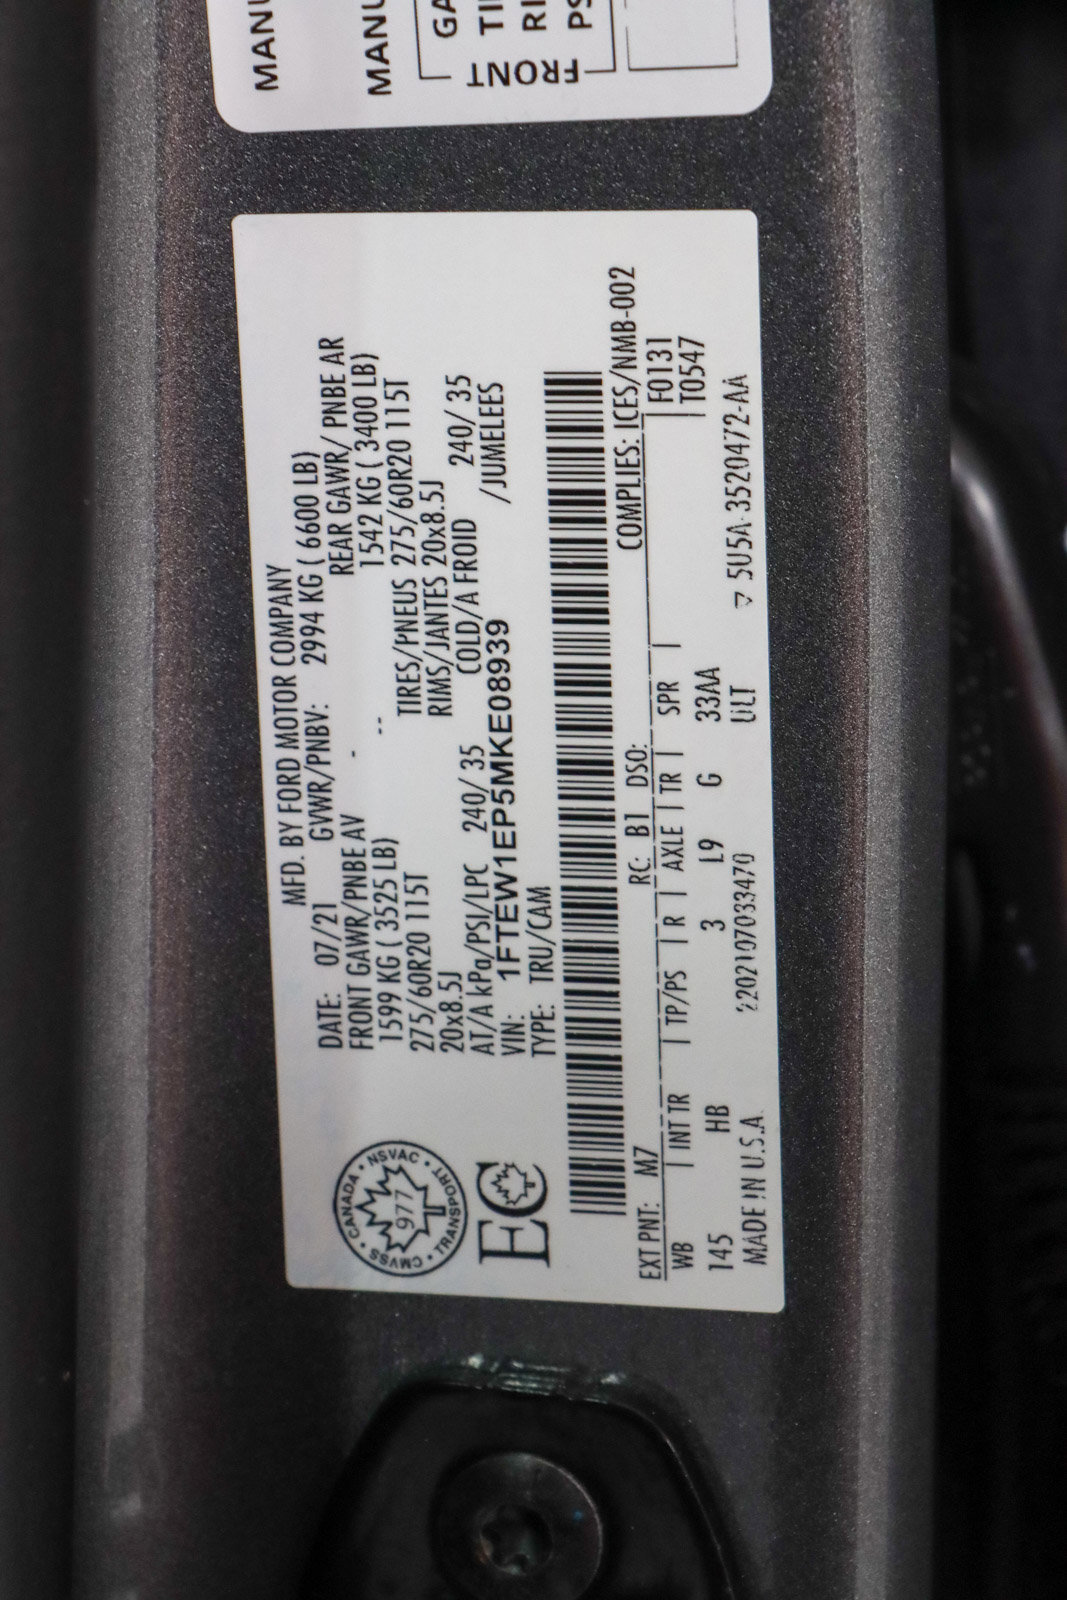 MFD. BY FORD MOTOR COMPANY
DATE: 07/21 GVWR/PNBV: 2994 KG ( 6600 LB)
FRONT GAWR/PNBE AV - REAR GAWR/ PNBE AR
1599 KG ( 3525 LB) -- 1542 KG ( 3400 LB)
275/60R20 115T TIRES/PNEUS 275/60R20 115T
20x8.5J RIMS/JANTES 20x8.5J
AT/A kPa/PSI/LPC 240/ 35 COLD/A FROID 240/ 35
VIN: 1FTEW1EP5MKE08939 /JUMELEES
TYPE: TRU/CAM
CANADA • NSVAC • TRANSPORT • CMVSS •
977
EC
COMPLIES: ICES/NMB-002
EXT PNT: M7 RC: B1 DSO: F0131
WB INT TR TP/PS R AXLE TR SPR T0547
145 HB 3 L9 G 33AA
ULT
MADE IN U.S.A. 2202107033470 5U5A-3520472-AA
MANU
MANU
GA
TI
RI
PS
FRONT